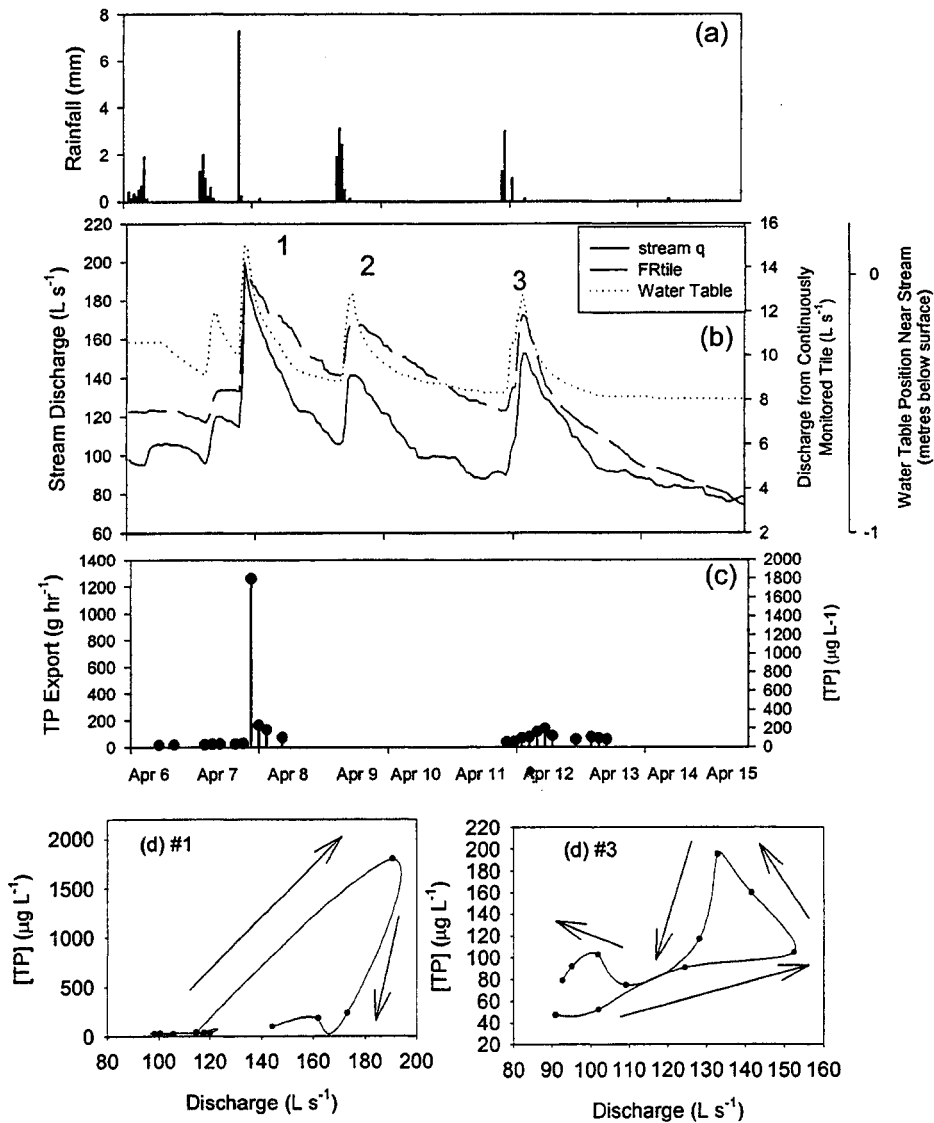 (a)
Rainfall (mm)
8
6
4
2
0
(b)
Stream Discharge (L s⁻¹)
220
200
180
160
140
120
100
80
60
1
2
3
stream q
FRtile
Water Table
16
14
12
10
8
6
4
2
Discharge from Continuously
Monitored Tile (L s⁻¹)
0
-1
Water Table Position Near Stream
(metres below surface)
(c)
TP Export (g hr⁻¹)
1400
1200
1000
800
600
400
200
0
2000
1800
1600
1400
1200
1000
800
600
400
200
0
[TP] (µg L-1)
Apr 6 Apr 7 Apr 8 Apr 9 Apr 10 Apr 11 Apr 12 Apr 13 Apr 14 Apr 15
(d) #1
[TP] (µg L⁻¹)
2000
1500
1000
500
0
80 100 120 140 160 180 200
Discharge (L s⁻¹)
(d) #3
[TP] (µg L⁻¹)
220
200
180
160
140
120
100
80
60
40
20
80 90 100 110 120 130 140 150 160
Discharge (L s⁻¹)